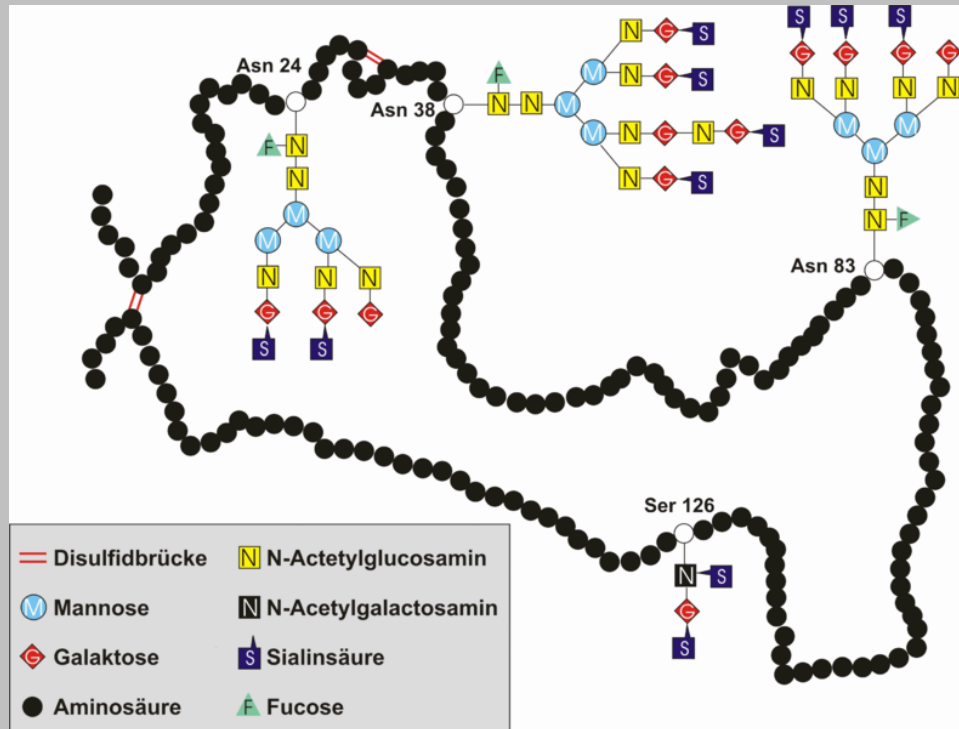 Asn 24
F N
N
M
M M
N N N
G G G
S S
N G S
F M N G S
Asn 38
N N M
M N G N G S
N G S
S S S
G G G G
N N N N
M M
M
N
N F
Asn 83
Ser 126
N S
G
S
Disulfidbrücke
N N-Actetylglucosamin
M Mannose
N N-Acetylgalactosamin
G Galaktose
S Sialinsäure
Aminosäure
F Fucose